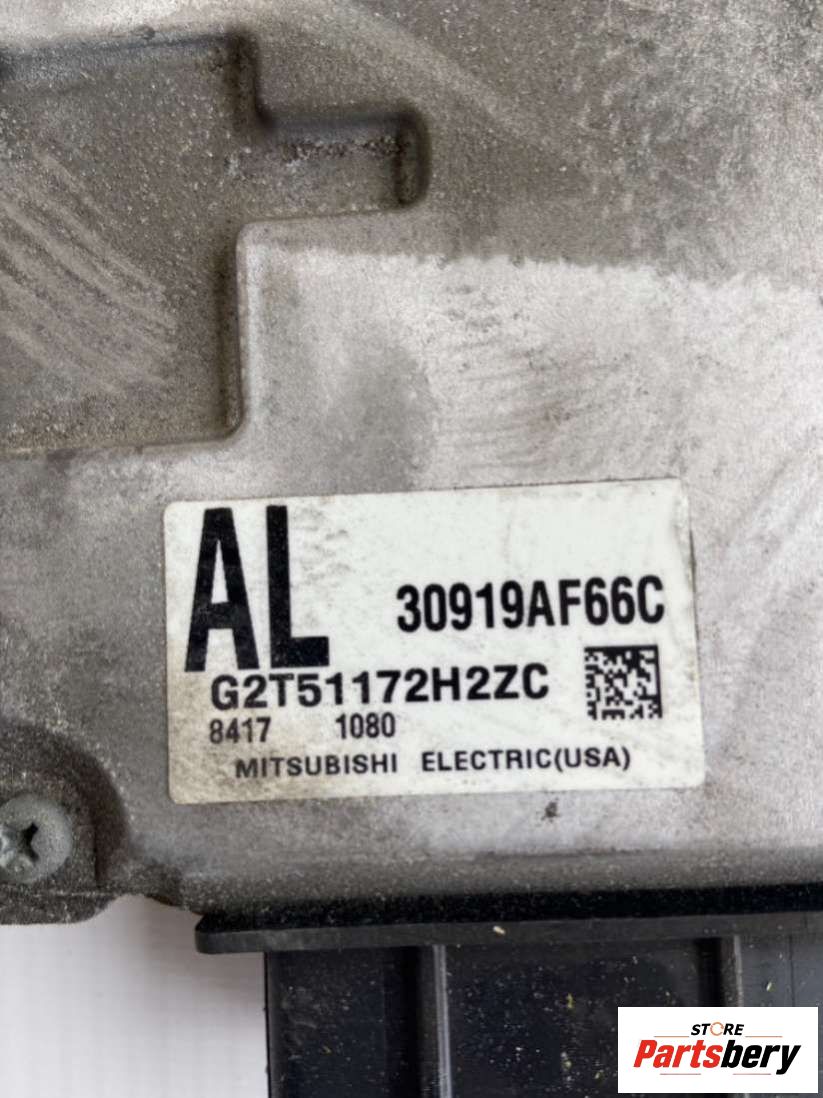 AL
30919AF66C
G2T51172H2ZC
8417 1080
MITSUBISHI ELECTRIC(USA)
STORE
Partsbery